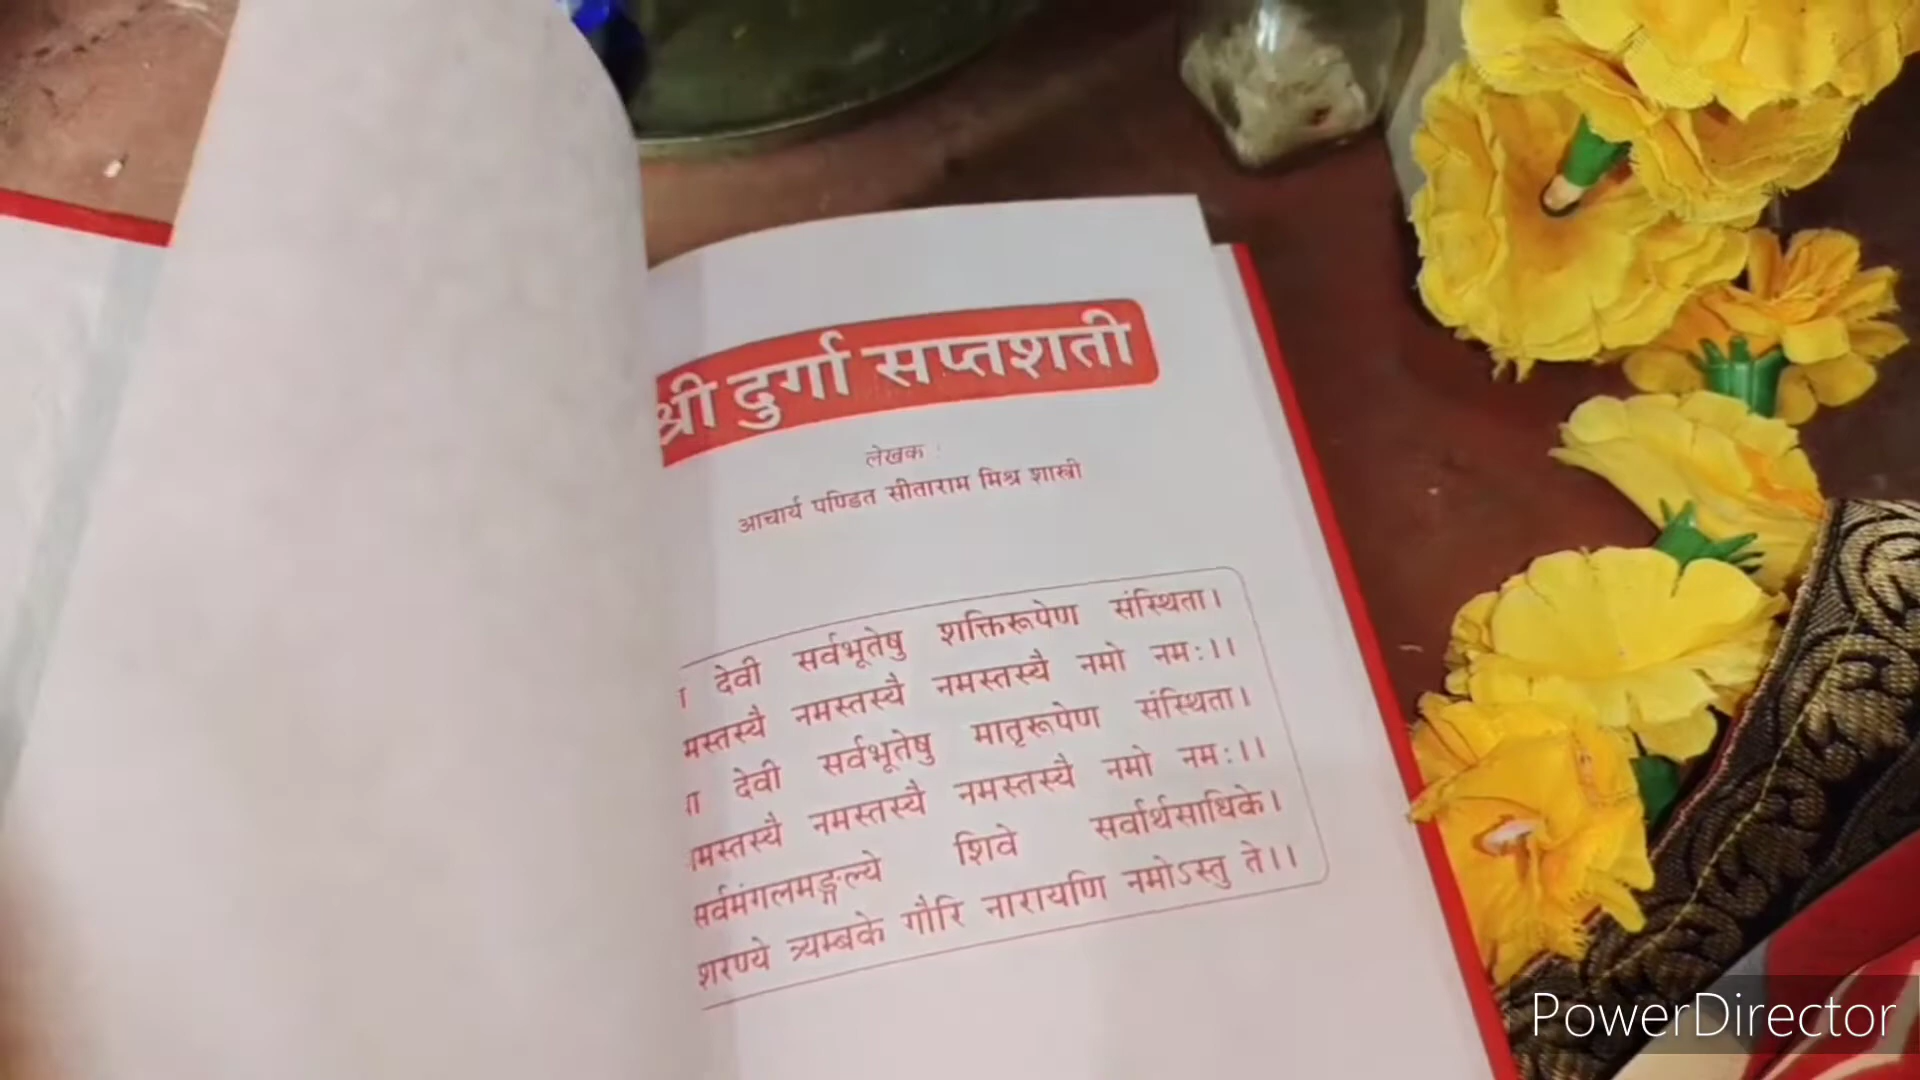 श्री दुर्गा सप्तशती
लेखक :
आचार्य पण्डित सीताराम मिश्र शास्त्री
देवी सर्वभूतेषु शक्तिरूपेण संस्थिता।
मस्तस्यै नमस्तस्यै नमस्तस्यै नमो नमः।।
देवी सर्वभूतेषु मातृरूपेण संस्थिता।
मस्तस्यै नमस्तस्यै नमस्तस्यै नमो नमः।।
सर्वमंगलमङ्गल्ये शिवे सर्वार्थसाधिके।
शरण्ये त्र्यम्बके गौरि नारायणि नमोऽस्तु ते।।
PowerDirector